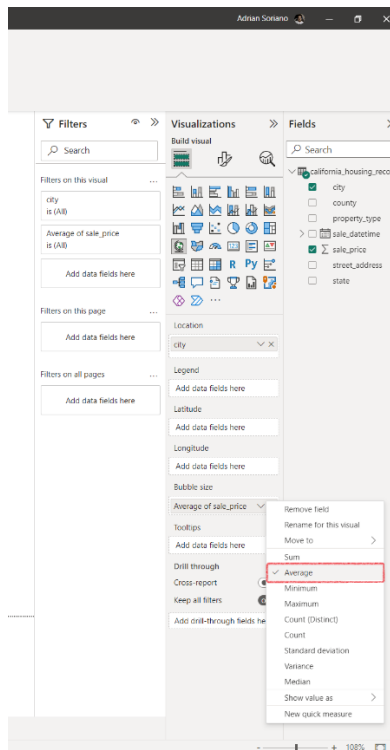 Adrian Soriano
Filters
Search
Filters on this visual
...
city
is (All)
Average of sale_price
is (All)
Add data fields here
Filters on this page
...
Add data fields here
Filters on all pages
...
Add data fields here
Visualizations
Build visual
R Py
...
Location
city
Legend
Add data fields here
Latitude
Add data fields here
Longitude
Add data fields here
Bubble size
Average of sale_price
Tooltips
Add data fields here
Drill through
Cross-report
Keep all filters
Add drill-through fields he
Fields
Search
california_housing_reco
city
county
property_type
sale_datetime
∑ sale_price
street_address
state
Remove field
Rename for this visual
Move to
Sum
Average
Minimum
Maximum
Count (Distinct)
Count
Standard deviation
Variance
Median
Show value as
New quick measure
- + 108%